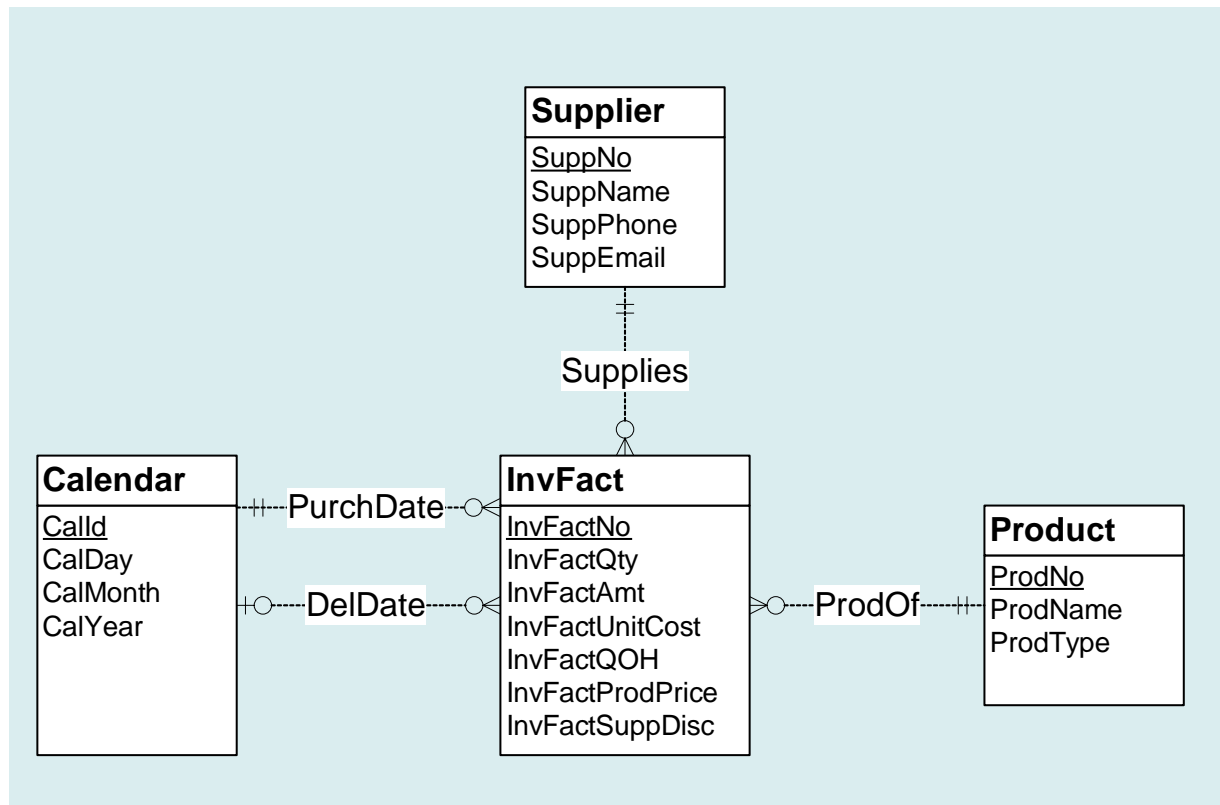 Supplier
SuppNo
SuppName
SuppPhone
SuppEmail
Supplies
Calendar
CalId
CalDay
CalMonth
CalYear
PurchDate
DelDate
InvFact
InvFactNo
InvFactQty
InvFactAmt
InvFactUnitCost
InvFactQOH
InvFactProdPrice
InvFactSuppDisc
ProdOf
Product
ProdNo
ProdName
ProdType